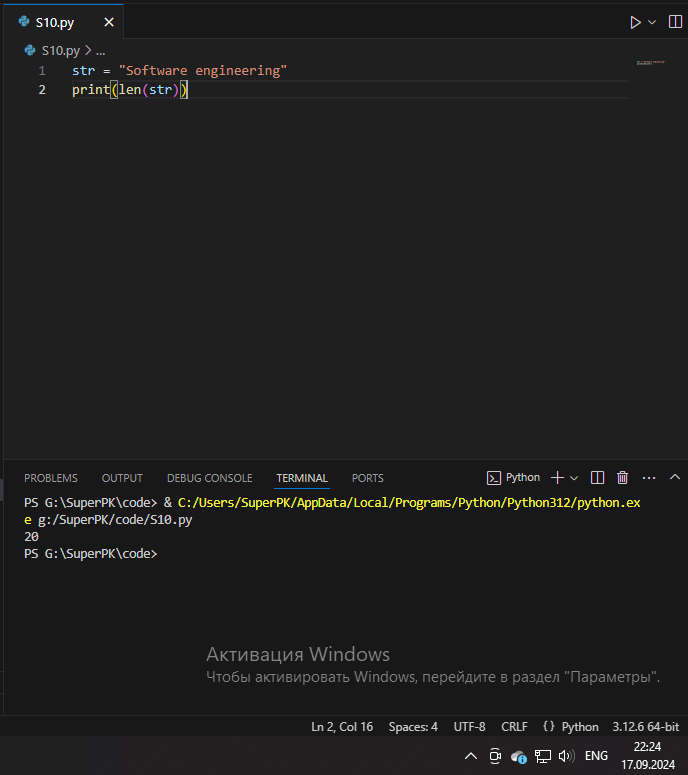 S10.py
S10.py > ...
1 str = "Software engineering"
2 print(len(str))
PROBLEMS OUTPUT DEBUG CONSOLE TERMINAL PORTS Python
PS G:\SuperPK\code> & C:/Users/SuperPK/AppData/Local/Programs/Python/Python312/python.ex
e g:/SuperPK/code/S10.py
20
PS G:\SuperPK\code>
Активация Windows
Чтобы активировать Windows, перейдите в раздел "Параметры".
Ln 2, Col 16 Spaces: 4 UTF-8 CRLF {} Python 3.12.6 64-bit
ENG 22:24
17.09.2024